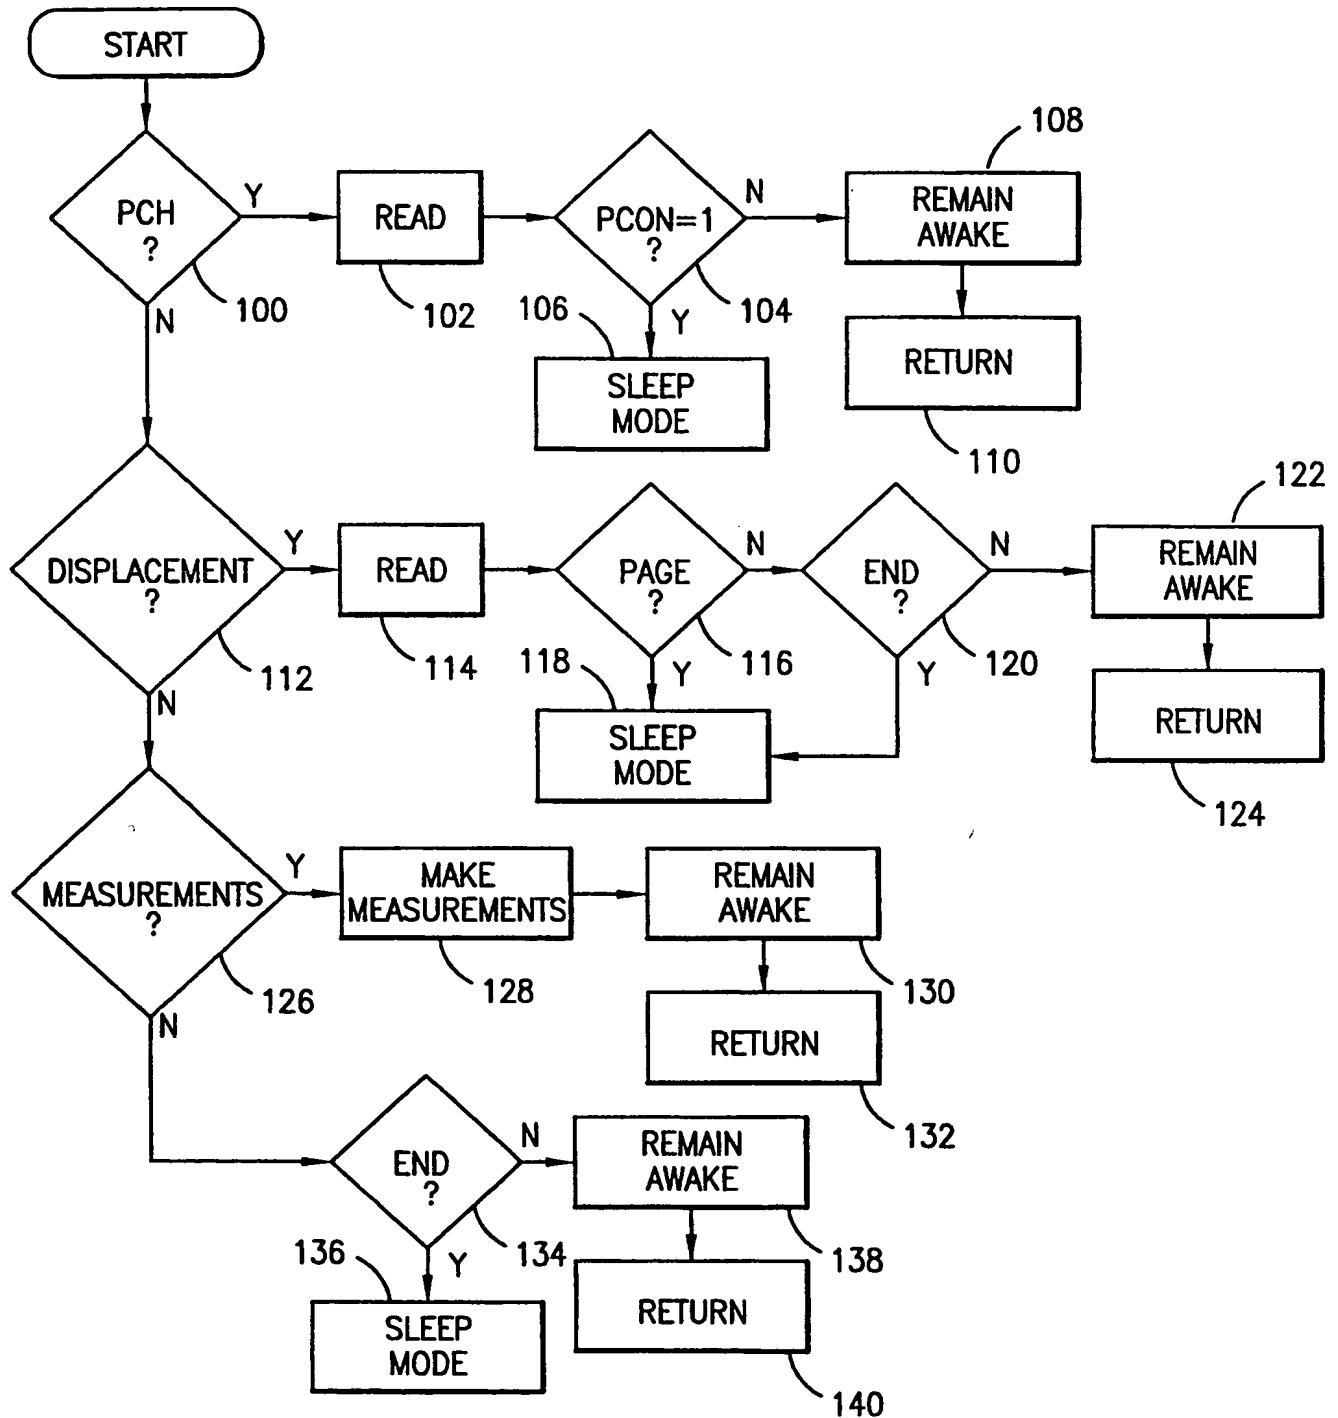 START
PCH
?
Y
100
N
READ
102
PCON=1
?
N
104
Y
106
SLEEP
MODE
108
REMAIN
AWAKE
RETURN
110
DISPLACEMENT
?
Y
112
N
READ
114
PAGE
?
N
116
Y
118
SLEEP
MODE
END
?
N
120
Y
122
REMAIN
AWAKE
RETURN
124
MEASUREMENTS
?
Y
126
N
MAKE
MEASUREMENTS
128
REMAIN
AWAKE
130
RETURN
132
END
?
N
134
Y
136
SLEEP
MODE
REMAIN
AWAKE
138
RETURN
140